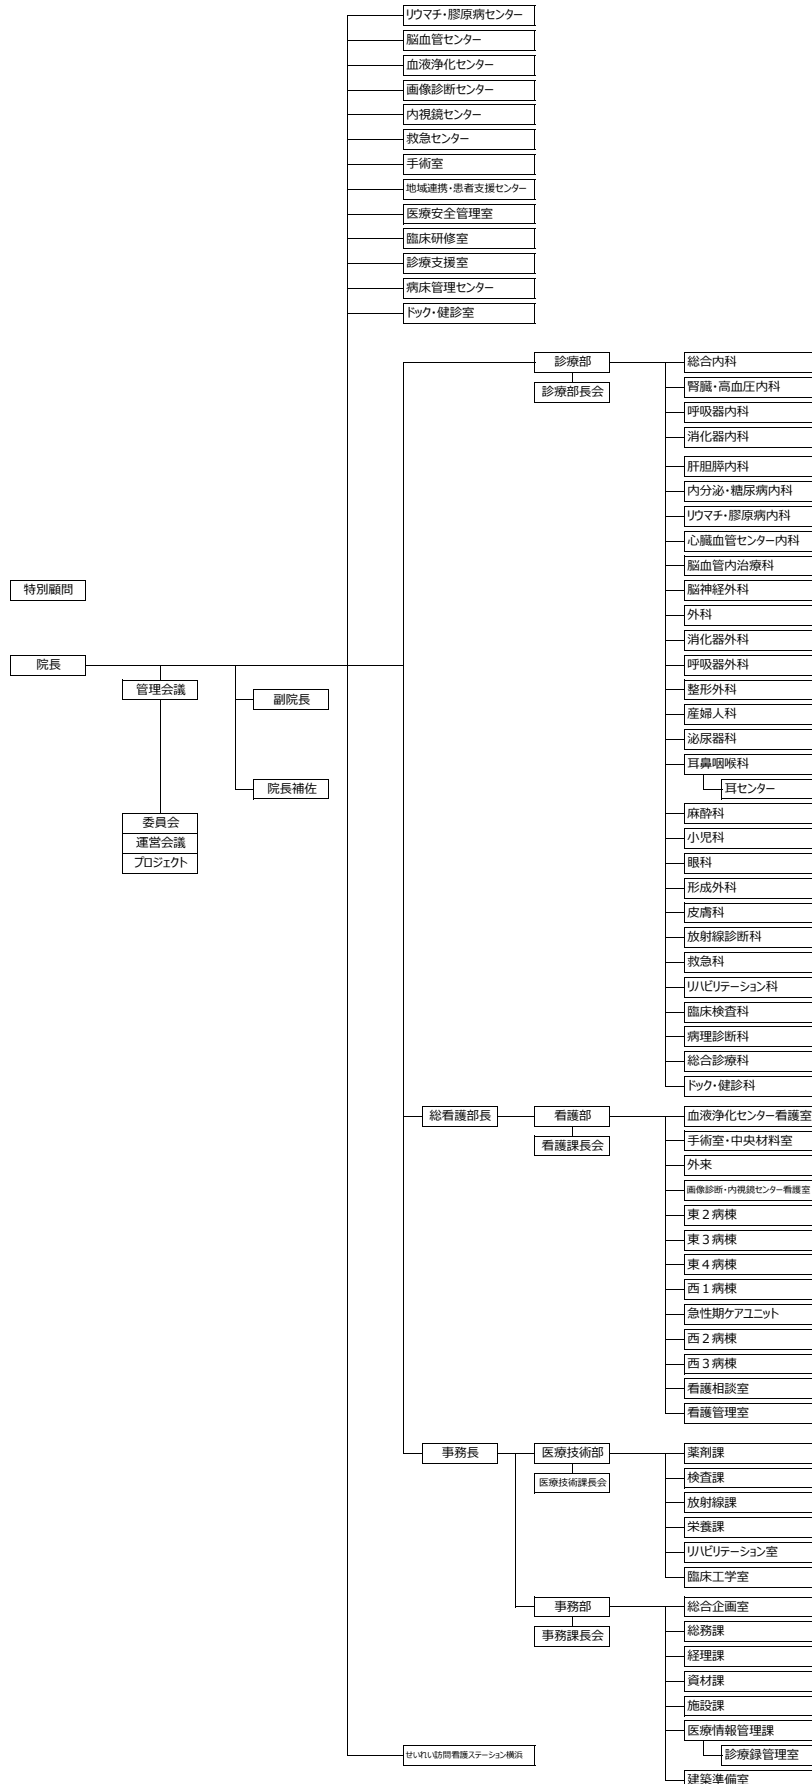 リウマチ・膠原病センター
脳血管センター
血液浄化センター
画像診断センター
内視鏡センター
救急センター
手術室
地域連携・患者支援センター
医療安全管理室
臨床研修室
診療支援室
病床管理センター
ドック・健診室
診療部
診療部長会
総合内科
腎臓・高血圧内科
呼吸器内科
消化器内科
肝胆膵内科
内分泌・糖尿病内科
リウマチ・膠原病内科
心臓血管センター内科
脳血管内治療科
脳神経外科
外科
消化器外科
呼吸器外科
整形外科
産婦人科
泌尿器科
耳鼻咽喉科
耳センター
麻酔科
小児科
眼科
形成外科
皮膚科
放射線診断科
救急科
リハビリテーション科
臨床検査科
病理診断科
総合診療科
ドック・健診科
特別顧問
院長
管理会議
副院長
院長補佐
委員会
運営会議
プロジェクト
総看護部長
看護部
看護課長会
血液浄化センター看護室
手術室・中央材料室
外来
画像診断・内視鏡センター看護室
東２病棟
東３病棟
東４病棟
西１病棟
急性期ケアユニット
西２病棟
西３病棟
看護相談室
看護管理室
事務長
医療技術部
医療技術課長会
薬剤課
検査課
放射線課
栄養課
リハビリテーション室
臨床工学室
事務部
事務課長会
総合企画室
総務課
経理課
資材課
施設課
医療情報管理課
診療録管理室
建築準備室
せいれい訪問看護ステーション横浜